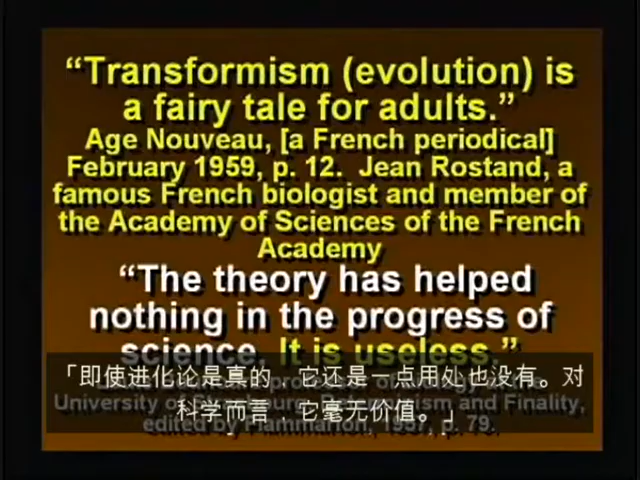 “Transformism (evolution) is
a fairy tale for adults.”
Age Nouveau, [a French periodical]
February 1959, p. 12. Jean Rostand, a
famous French biologist and member of
the Academy of Sciences of the French
Academy
“The theory has helped
nothing in the progress of
science. It is useless.”
「即使进化论是真的．它还是一点用处也没有。对
科学而言．它毫无价值。」
University of and Finality,
edited by Flammarion, 1957, p. 79.